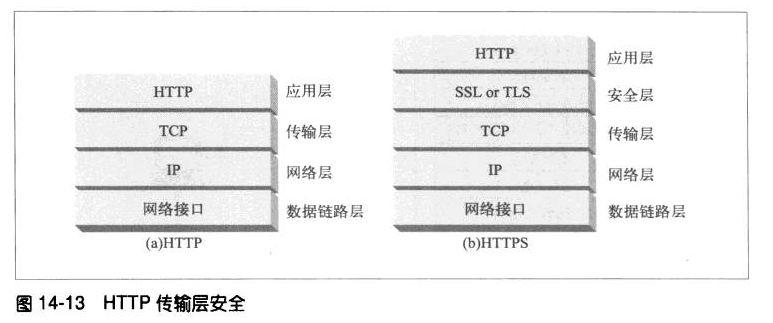 HTTP 应用层
TCP 传输层
IP 网络层
网络接口 数据链路层
(a)HTTP
HTTP 应用层
SSL or TLS 安全层
TCP 传输层
IP 网络层
网络接口 数据链路层
(b)HTTPS
图 14-13 HTTP 传输层安全